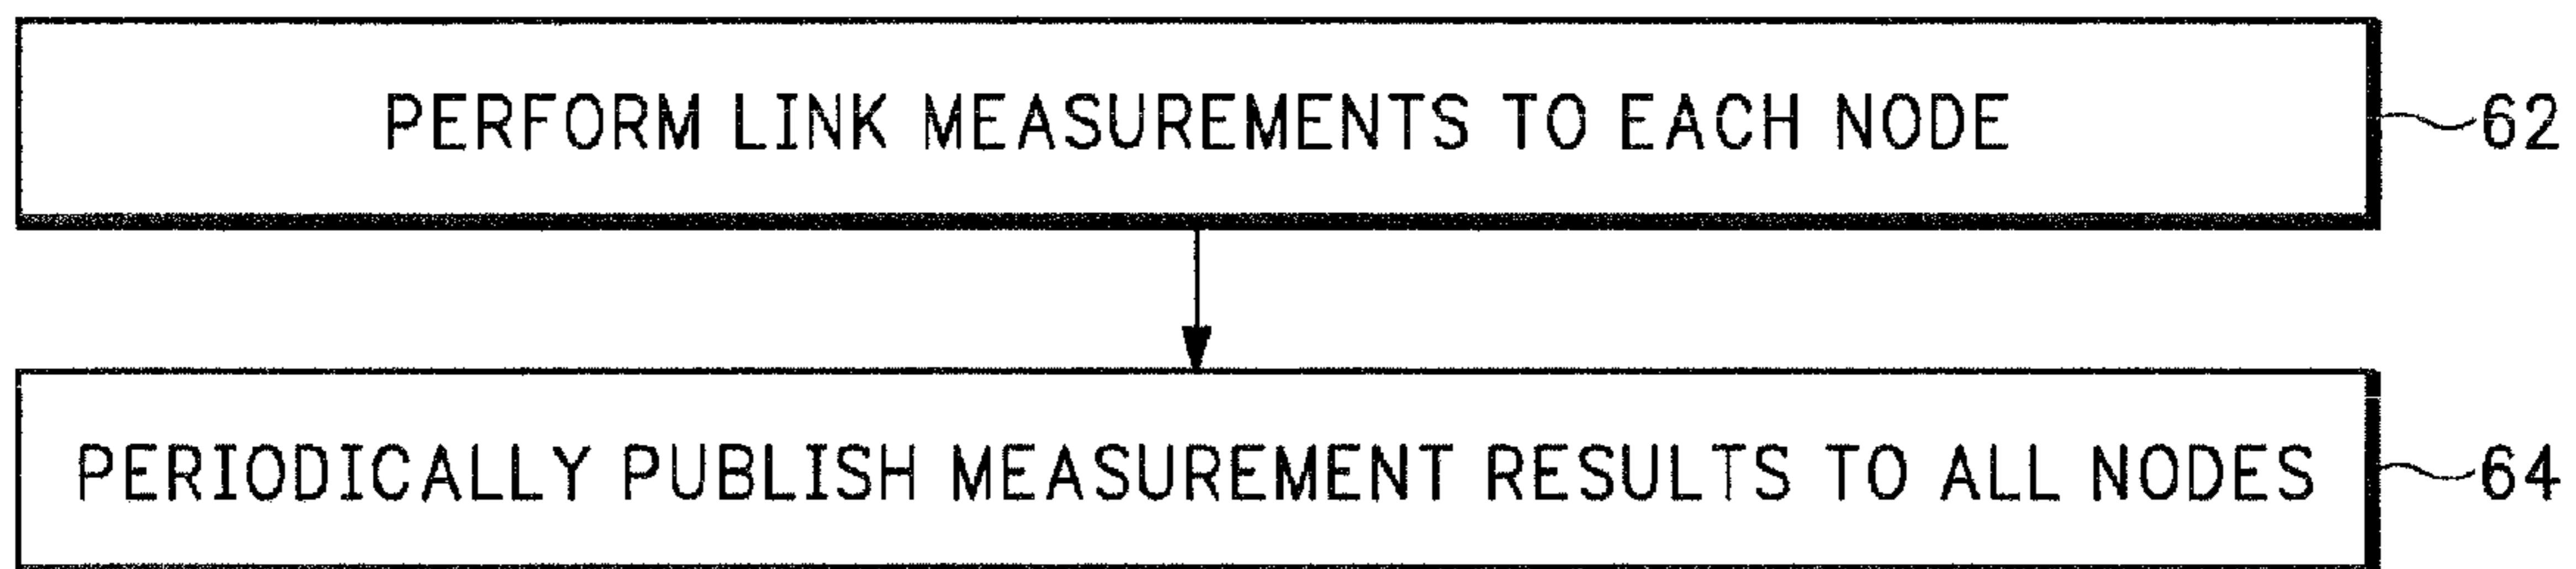 PERFORM LINK MEASUREMENTS TO EACH NODE
62
PERIODICALLY PUBLISH MEASUREMENT RESULTS TO ALL NODES
64